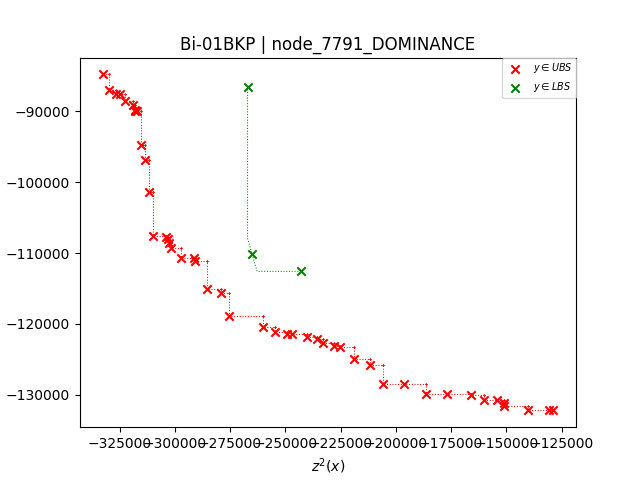 Bi-01BKP | node_7791_DOMINANCE
y ∈ UBS
y ∈ LBS
−90000
−100000
−110000
−120000
−130000
−325000 −300000 −275000 −250000 −225000 −200000 −175000 −150000 −125000
z²(x)